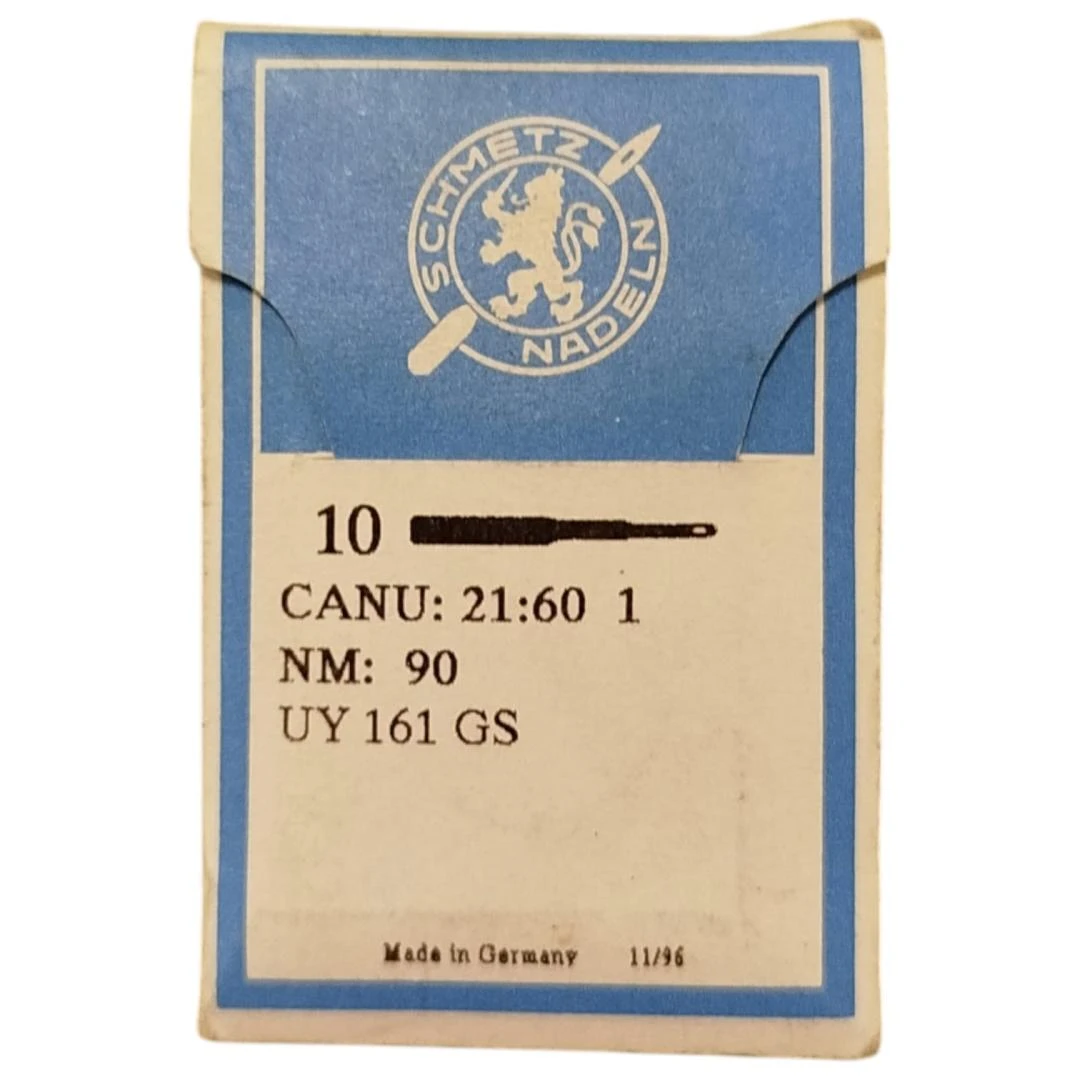 SCHMETZ
NADELN
10
CANU: 21:60 1
NM: 90
UY 161 GS
Made in Germany 11/96